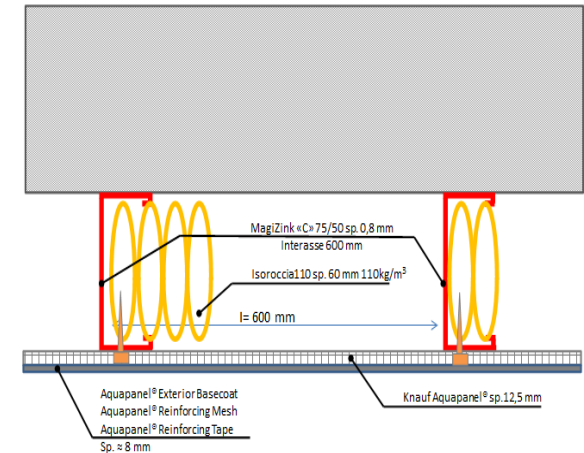 MagiZink «C» 75/50 sp. 0,8 mm
Interasse 600 mm
Isoroccia110 sp. 60 mm 110kg/m³
I= 600 mm
Aquapanel® Exterior Basecoat
Aquapanel® Reinforcing Mesh
Aquapanel® Reinforcing Tape
Sp. ≈ 8 mm
Knauf Aquapanel® sp.12,5 mm